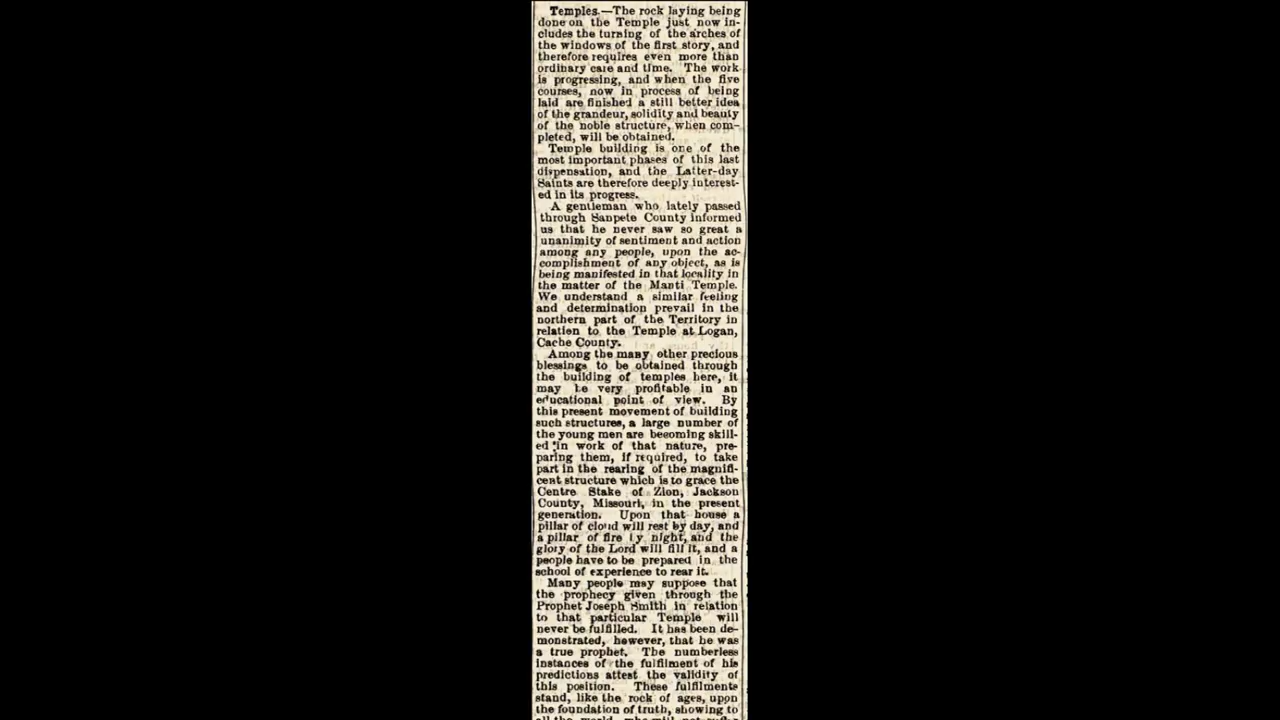 Temples.—The rock laying being
done on the Temple just now in-
cludes the turning of the arches of
the windows of the first story, and
therefore requires even more than
ordinary care and time. The work
is progressing, and when the five
courses, now in process of being
laid are finished a still better idea
of the grandeur, solidity and beauty
of the noble structure, when com-
pleted, will be obtained.
Temple building is one of the
most important phases of this last
dispensation, and the Latter-day
Saints are therefore deeply interest-
ed in its progress.
A gentleman who lately passed
through Sanpete County informed
us that he never saw so great a
unanimity of sentiment and action
among any people, upon the ac-
complishment of any object, as is
being manifested in that locality in
the matter of the Manti Temple.
We understand a similar feeling
and determination prevail in the
northern part of the Territory in
relation to the Temple at Logan,
Cache County.
Among the many other precious
blessings to be obtained through
the building of temples here, it
may be very profitable in an
educational point of view. By
this present movement of building
such structures, a large number of
the young men are becoming skill-
ed in work of that nature, pre-
paring them, if required, to take
part in the rearing of the magnifi-
cent structure which is to grace the
Centre Stake of Zion, Jackson
County, Missouri, in the present
generation. Upon that house a
pillar of cloud will rest by day, and
a pillar of fire by night, and the
glory of the Lord will fill it, and a
people have to be prepared in the
school of experience to rear it.
Many people may suppose that
the prophecy given through the
Prophet Joseph Smith in relation
to that particular Temple will
never be fulfilled. It has been de-
monstrated, however, that he was
a true prophet. The numberless
instances of the fulfilment of his
predictions attest the validity of
this position. These fulfilments
stand, like the rock of ages, upon
the foundation of truth, showing to
all the world, who will not